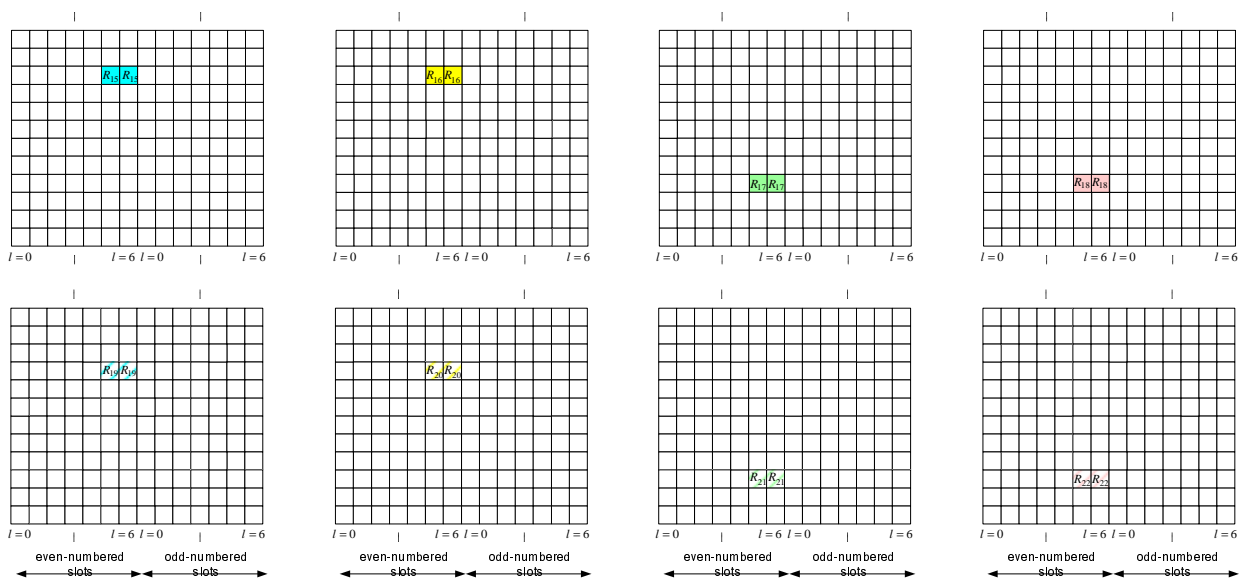 R15 R15 R16 R16 R17 R17 R18 R18
l=0 l=6 l=0 l=6 l=0 l=6 l=0 l=6 l=0 l=6 l=0 l=6 l=0 l=6 l=0 l=6
R19 R19 R20 R20 R21 R21 R22 R22
l=0 l=6 l=0 l=6 l=0 l=6 l=0 l=6 l=0 l=6 l=0 l=6 l=0 l=6 l=0 l=6
even-numbered odd-numbered even-numbered odd-numbered even-numbered odd-numbered even-numbered odd-numbered
slots slots slots slots slots slots slots slots